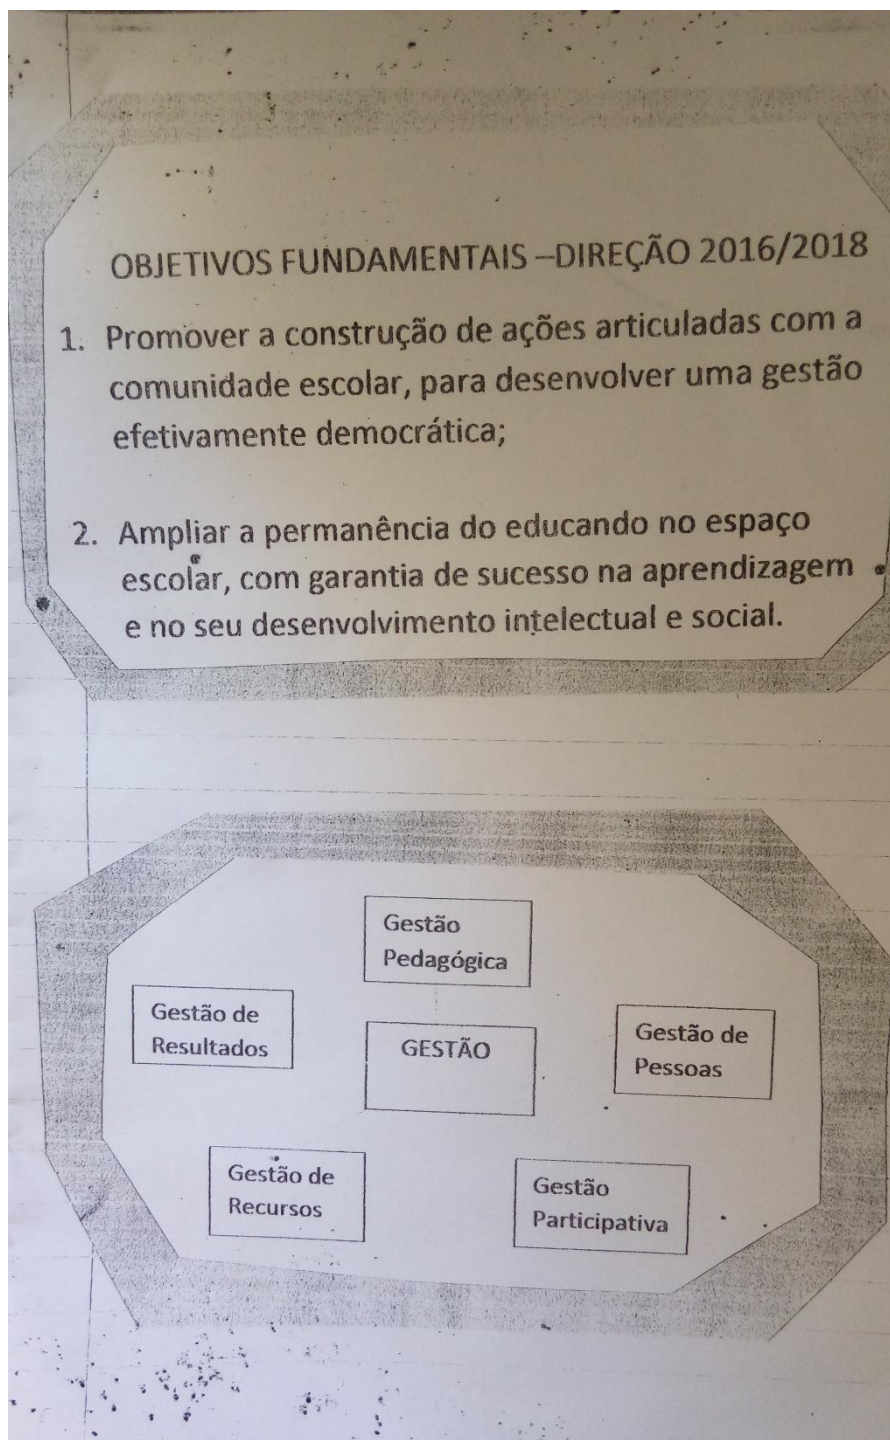 OBJETIVOS FUNDAMENTAIS –DIREÇÃO 2016/2018
1. Promover a construção de ações articuladas com a
comunidade escolar, para desenvolver uma gestão
efetivamente democrática;
2. Ampliar a permanência do educando no espaço
escolar, com garantia de sucesso na aprendizagem
e no seu desenvolvimento intelectual e social.
Gestão
Pedagógica
Gestão de
Resultados
GESTÃO
Gestão de
Pessoas
Gestão de
Recursos
Gestão
Participativa